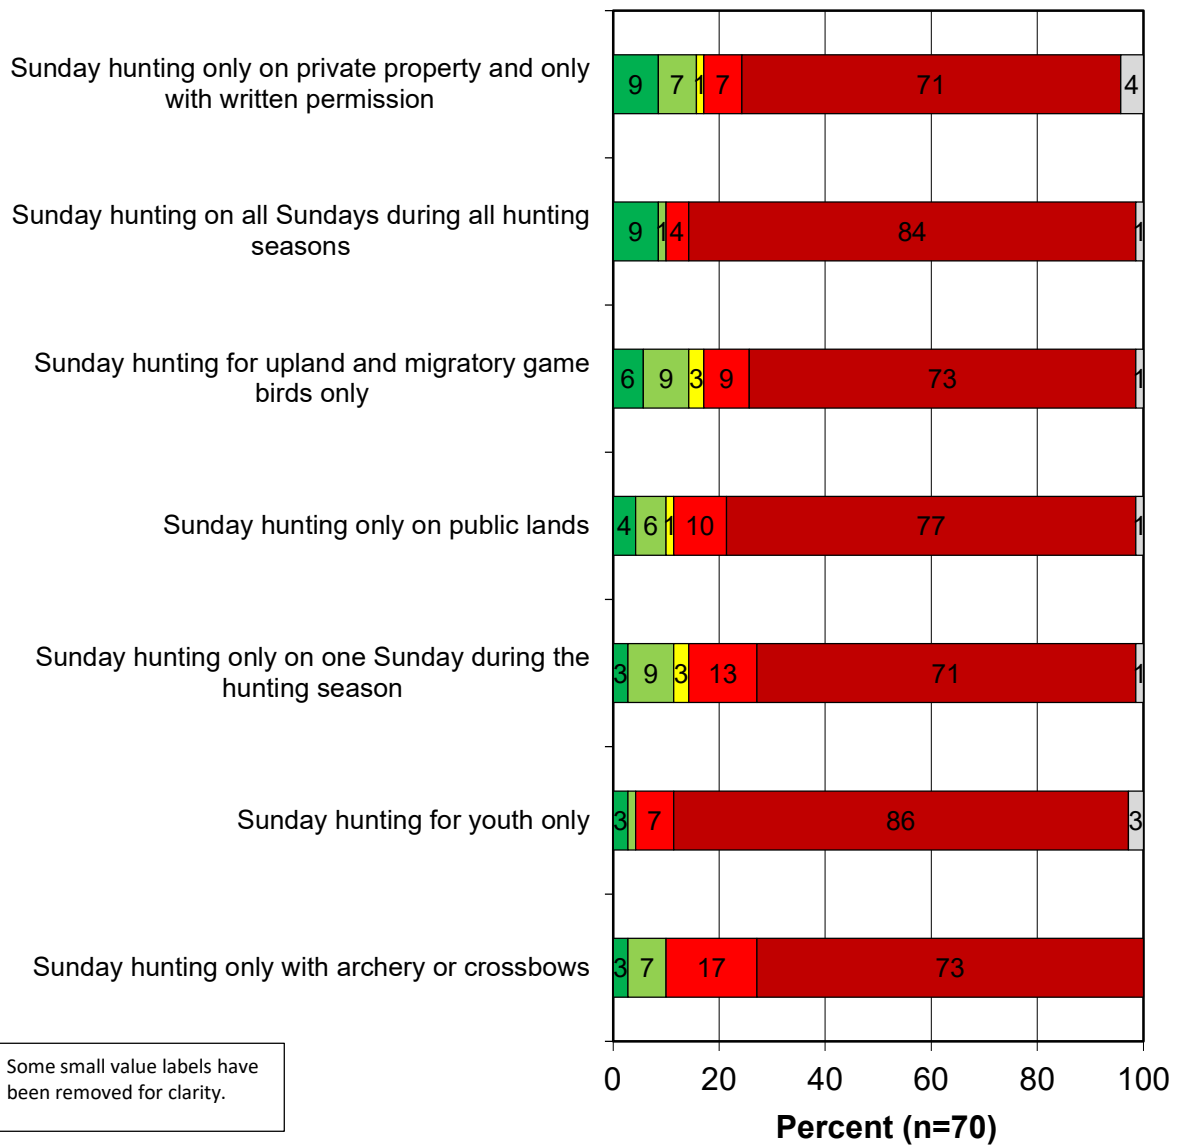 Sunday hunting only on private property and only
with written permission
9 7 1 7 71 4
Sunday hunting on all Sundays during all hunting
seasons
9 1 4 84 1
Sunday hunting for upland and migratory game
birds only
6 9 3 9 73 1
Sunday hunting only on public lands
4 6 1 10 77 1
Sunday hunting only on one Sunday during the
hunting season
3 9 3 13 71 1
Sunday hunting for youth only
3 7 86 3
Sunday hunting only with archery or crossbows
3 7 17 73
Some small value labels have
been removed for clarity.
0 20 40 60 80 100
Percent (n=70)